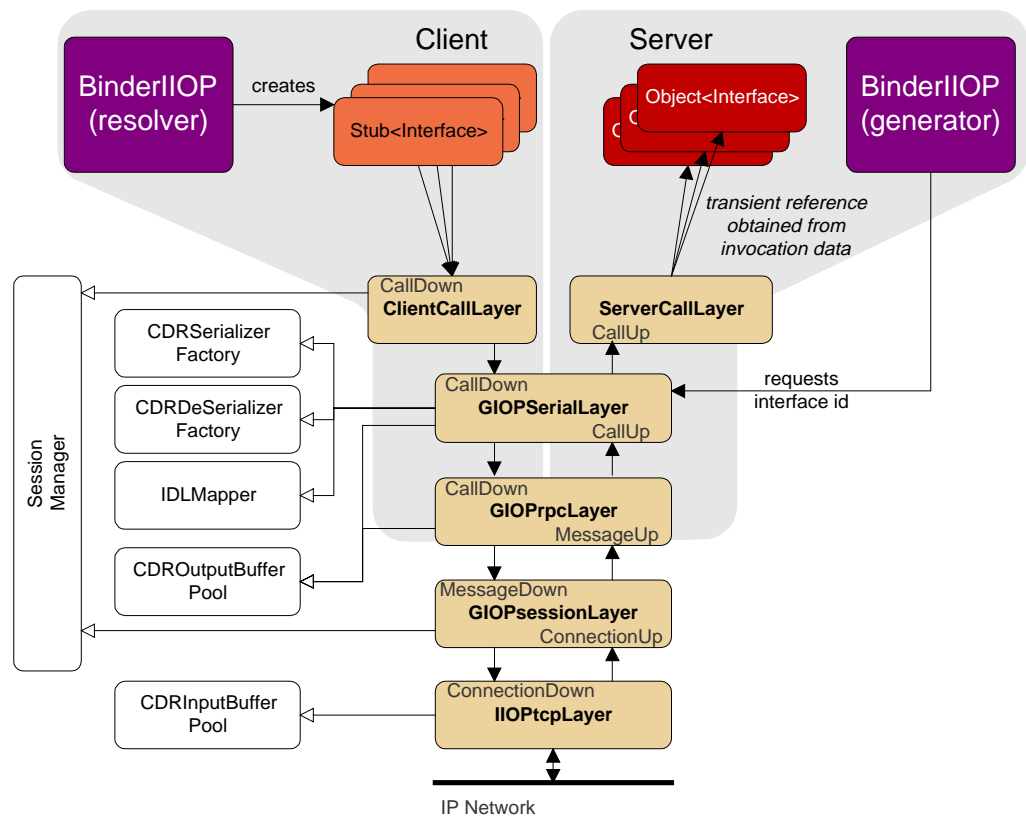 Client
Server
BinderIIOP
(resolver)
creates
Stub<Interface>
Object<Interface>
BinderIIOP
(generator)
transient reference
obtained from
invocation data
CallDown
ClientCallLayer
ServerCallLayer
CallUp
Session
Manager
CDRSerializer
Factory
CallDown
GIOPSerialLayer
CallUp
requests
interface id
CDRDeSerializer
Factory
IDLMapper
CallDown
GIOPrpcLayer
MessageUp
CDROutputBuffer
Pool
MessageDown
GIOPsessionLayer
ConnectionUp
CDRInputBuffer
Pool
ConnectionDown
IIOPtcpLayer
IP Network